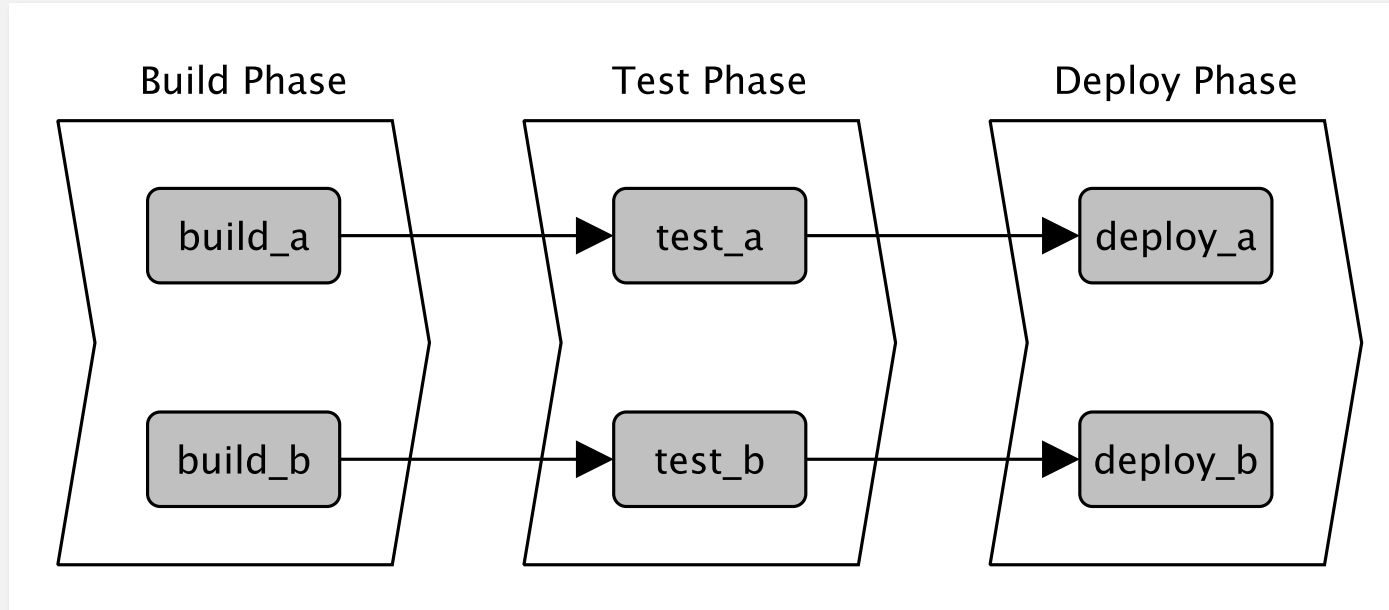 Build Phase
Test Phase
Deploy Phase
build_a
test_a
deploy_a
build_b
test_b
deploy_b